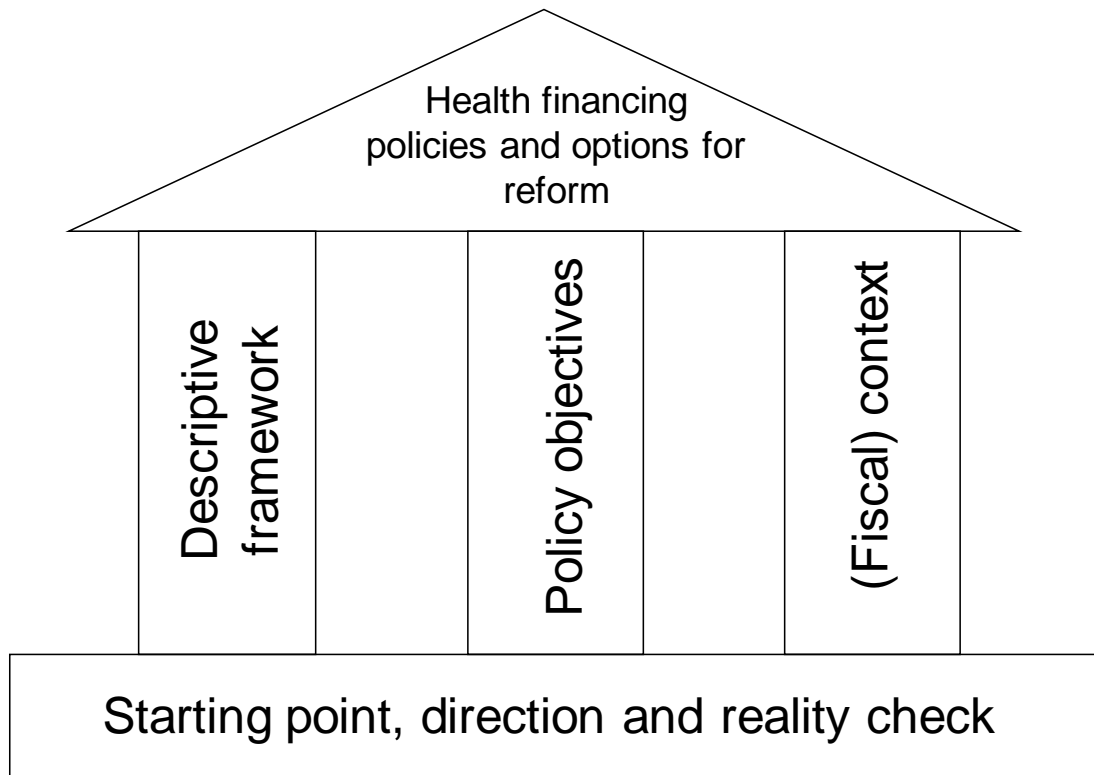 Health financing
policies and options for
reform
Descriptive
framework
Policy objectives
(Fiscal) context
Starting point, direction and reality check